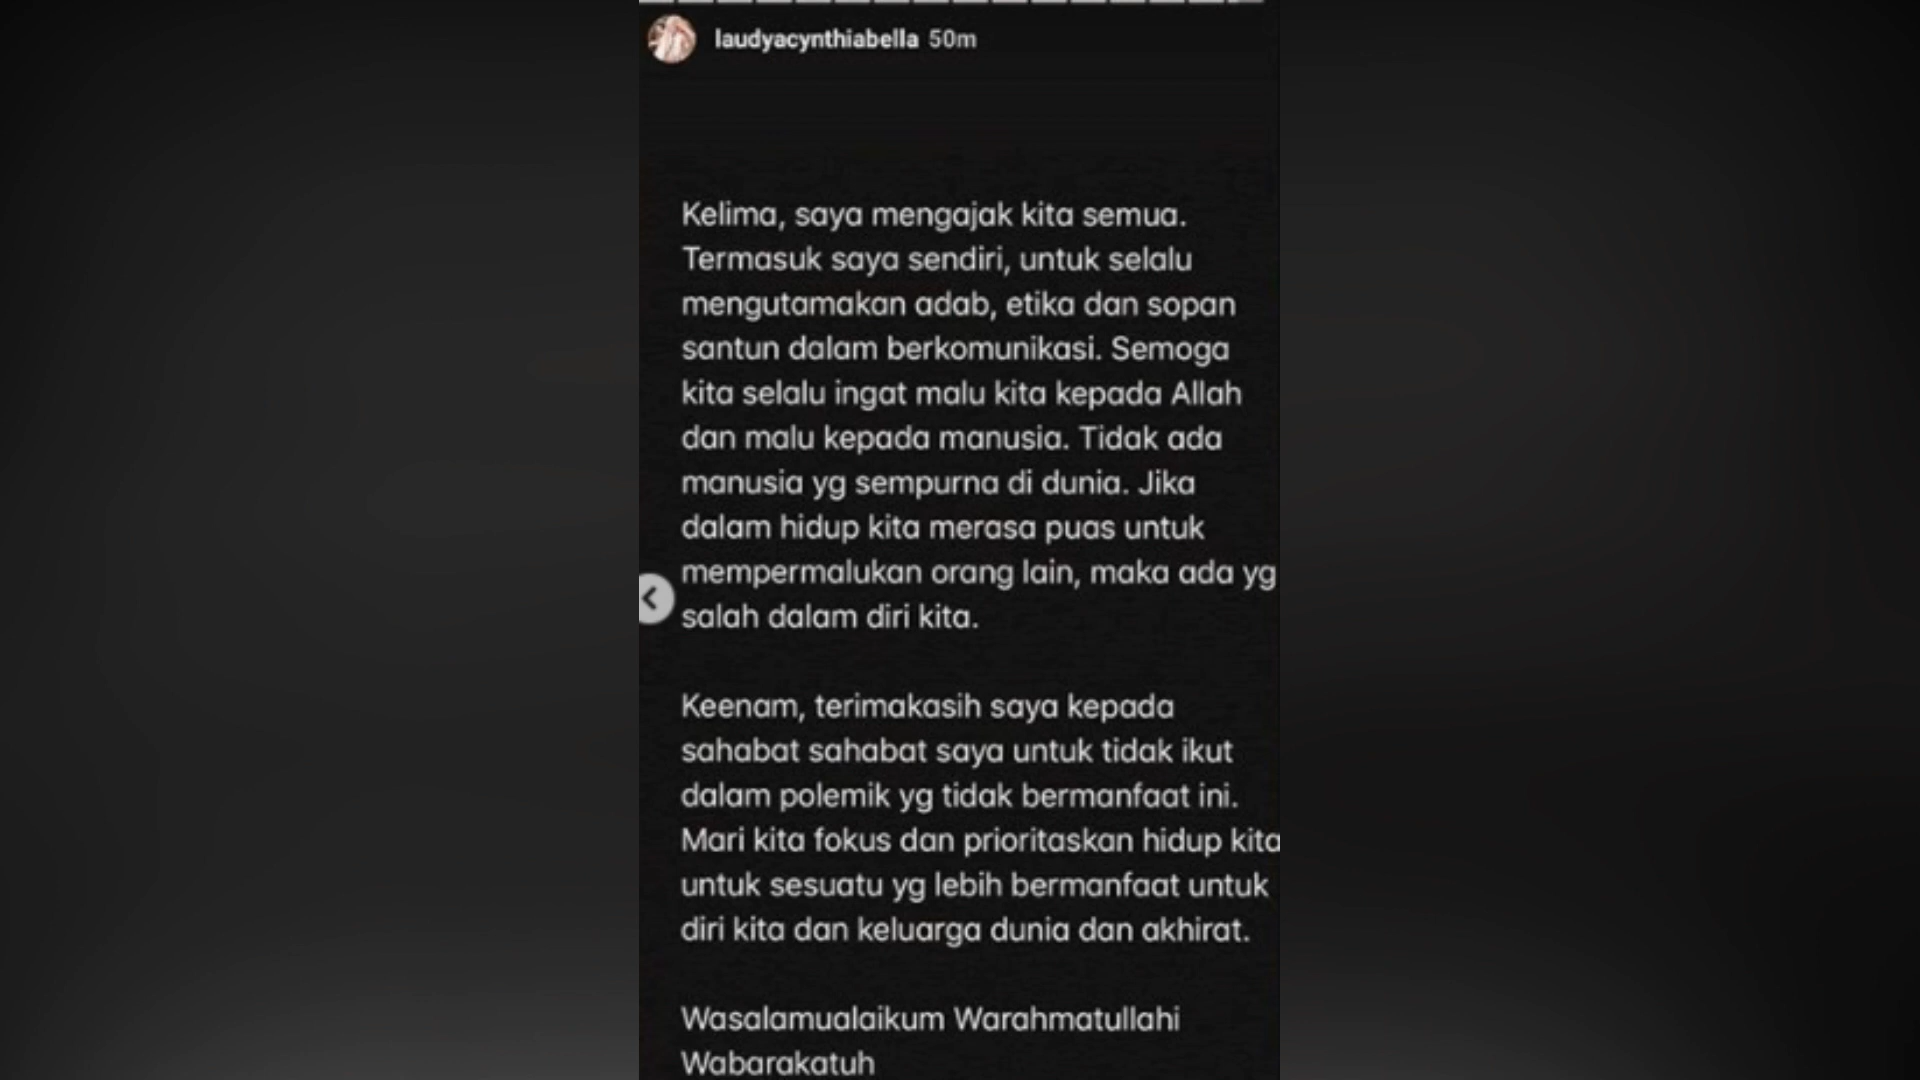 laudyacynthiabella 50m
Kelima, saya mengajak kita semua.
Termasuk saya sendiri, untuk selalu
mengutamakan adab, etika dan sopan
santun dalam berkomunikasi. Semoga
kita selalu ingat malu kita kepada Allah
dan malu kepada manusia. Tidak ada
manusia yg sempurna di dunia. Jika
dalam hidup kita merasa puas untuk
mempermalukan orang lain, maka ada yg
salah dalam diri kita.
Keenam, terimakasih saya kepada
sahabat sahabat saya untuk tidak ikut
dalam polemik yg tidak bermanfaat ini.
Mari kita fokus dan prioritaskan hidup kita
untuk sesuatu yg lebih bermanfaat untuk
diri kita dan keluarga dunia dan akhirat.
Wasalamualaikum Warahmatullahi
Wabarakatuh